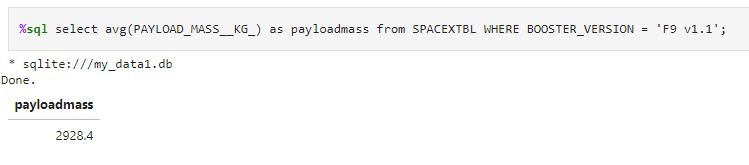 %sql select avg(PAYLOAD_MASS__KG_) as payloadmass from SPACEXTBL WHERE BOOSTER_VERSION = 'F9 v1.1';
* sqlite:///my_data1.db
Done.
payloadmass
2928.4